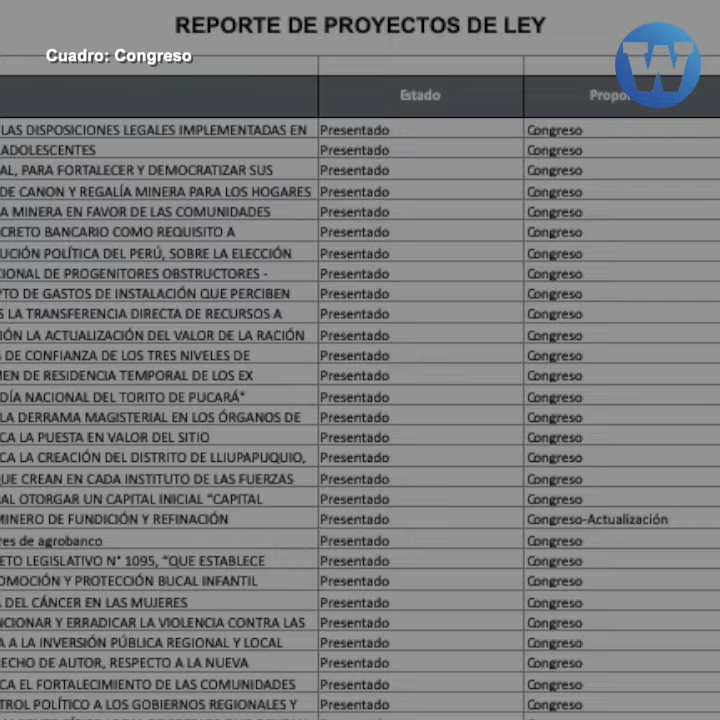 REPORTE DE PROYECTOS DE LEY
Cuadro: Congreso
W
Estado
LAS DISPOSICIONES LEGALES IMPLEMENTADAS EN Presentado Congreso
ADOLESCENTES Presentado Congreso
AL, PARA FORTALECER Y DEMOCRATIZAR SUS Presentado Congreso
DE CANON Y REGALÍA MINERA PARA LOS HOGARES Presentado Congreso
A MINERA EN FAVOR DE LAS COMUNIDADES Presentado Congreso
CRETO BANCARIO COMO REQUISITO A Presentado Congreso
UCIÓN POLÍTICA DEL PERÚ, SOBRE LA ELECCIÓN Presentado Congreso
CIONAL DE PROGENITORES OBSTRUCTORES - Presentado Congreso
TO DE GASTOS DE INSTALACIÓN QUE PERCIBEN Presentado Congreso
S LA TRANSFERENCIA DIRECTA DE RECURSOS A Presentado Congreso
IÓN LA ACTUALIZACIÓN DEL VALOR DE LA RACIÓN Presentado Congreso
DE CONFIANZA DE LOS TRES NIVELES DE Presentado Congreso
MEN DE RESIDENCIA TEMPORAL DE LOS EX Presentado Congreso
DÍA NACIONAL DEL TORITO DE PUCARÁ" Presentado Congreso
LA DERRAMA MAGISTERIAL EN LOS ÓRGANOS DE Presentado Congreso
CA LA PUESTA EN VALOR DEL SITIO Presentado Congreso
CA LA CREACIÓN DEL DISTRITO DE LLIUPAPUQUIO, Presentado Congreso
QUE CREAN EN CADA INSTITUTO DE LAS FUERZAS Presentado Congreso
AL OTORGAR UN CAPITAL INICIAL "CAPITAL Presentado Congreso
MINERO DE FUNDICIÓN Y REFINACIÓN Presentado Congreso-Actualización
res de agrobanco Presentado Congreso
ETO LEGISLATIVO N° 1095, "QUE ESTABLECE Presentado Congreso
OMOCIÓN Y PROTECCIÓN BUCAL INFANTIL Presentado Congreso
DEL CÁNCER EN LAS MUJERES Presentado Congreso
NCIONAR Y ERRADICAR LA VIOLENCIA CONTRA LAS Presentado Congreso
A A LA INVERSIÓN PÚBLICA REGIONAL Y LOCAL Presentado Congreso
ECHO DE AUTOR, RESPECTO A LA NUEVA Presentado Congreso
CA EL FORTALECIMIENTO DE LAS COMUNIDADES Presentado Congreso
TROL POLÍTICO A LOS GOBIERNOS REGIONALES Y Presentado Congreso